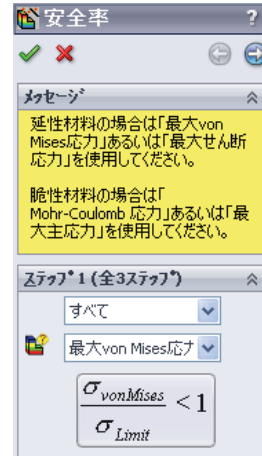 安全率 ?
メッセージ
延性材料の場合は「最大von
Mises応力」あるいは「最大せん断
応力」を使用してください。
脆性材料の場合は「
Mohr-Coulomb 応力」あるいは「最
大主応力」を使用してください。
ステップ 1 (全3ステップ)
すべて
最大von Mises応力
σvonMises / σLimit < 1